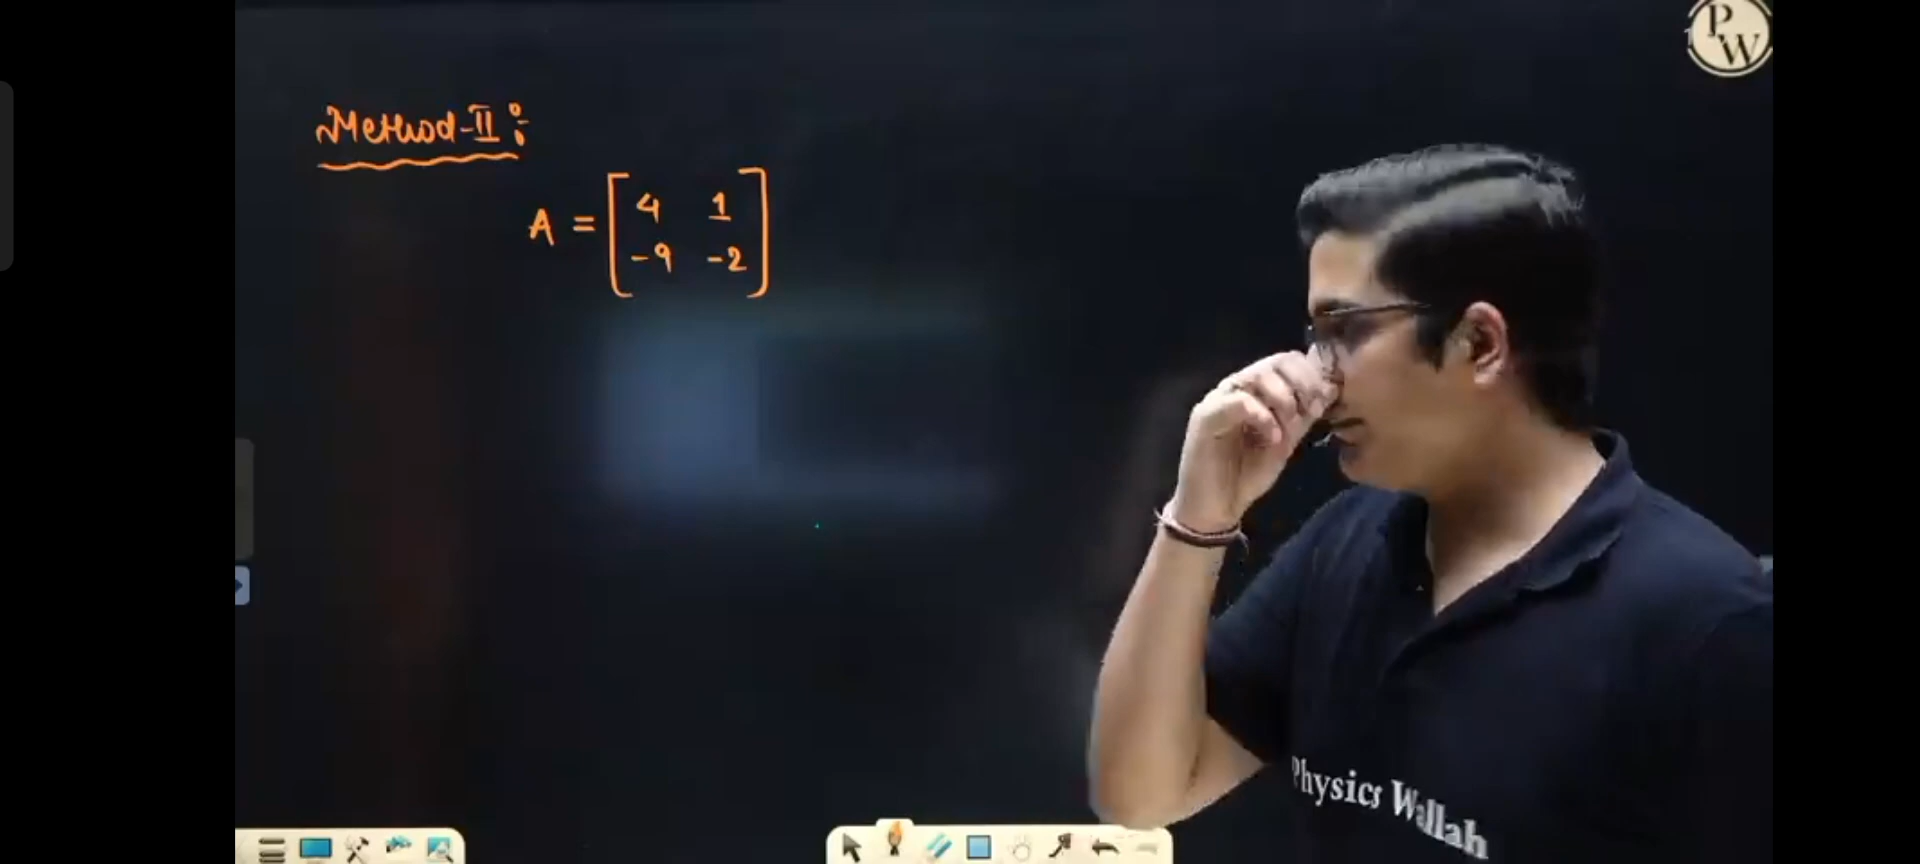 PW
Method-II :-
A = [ 4 1
-9 -2 ]
Physics Wallah